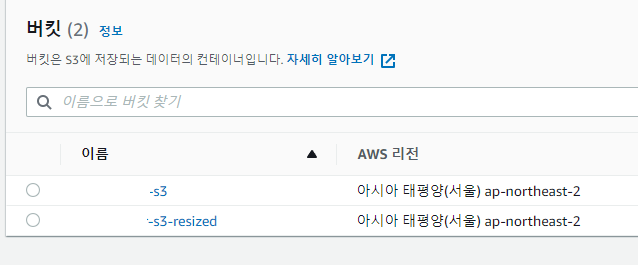 버킷 (2) 정보
버킷은 S3에 저장되는 데이터의 컨테이너입니다. 자세히 알아보기
이름으로 버킷 찾기
이름 AWS 리전
-s3 아시아 태평양(서울) ap-northeast-2
-s3-resized 아시아 태평양(서울) ap-northeast-2